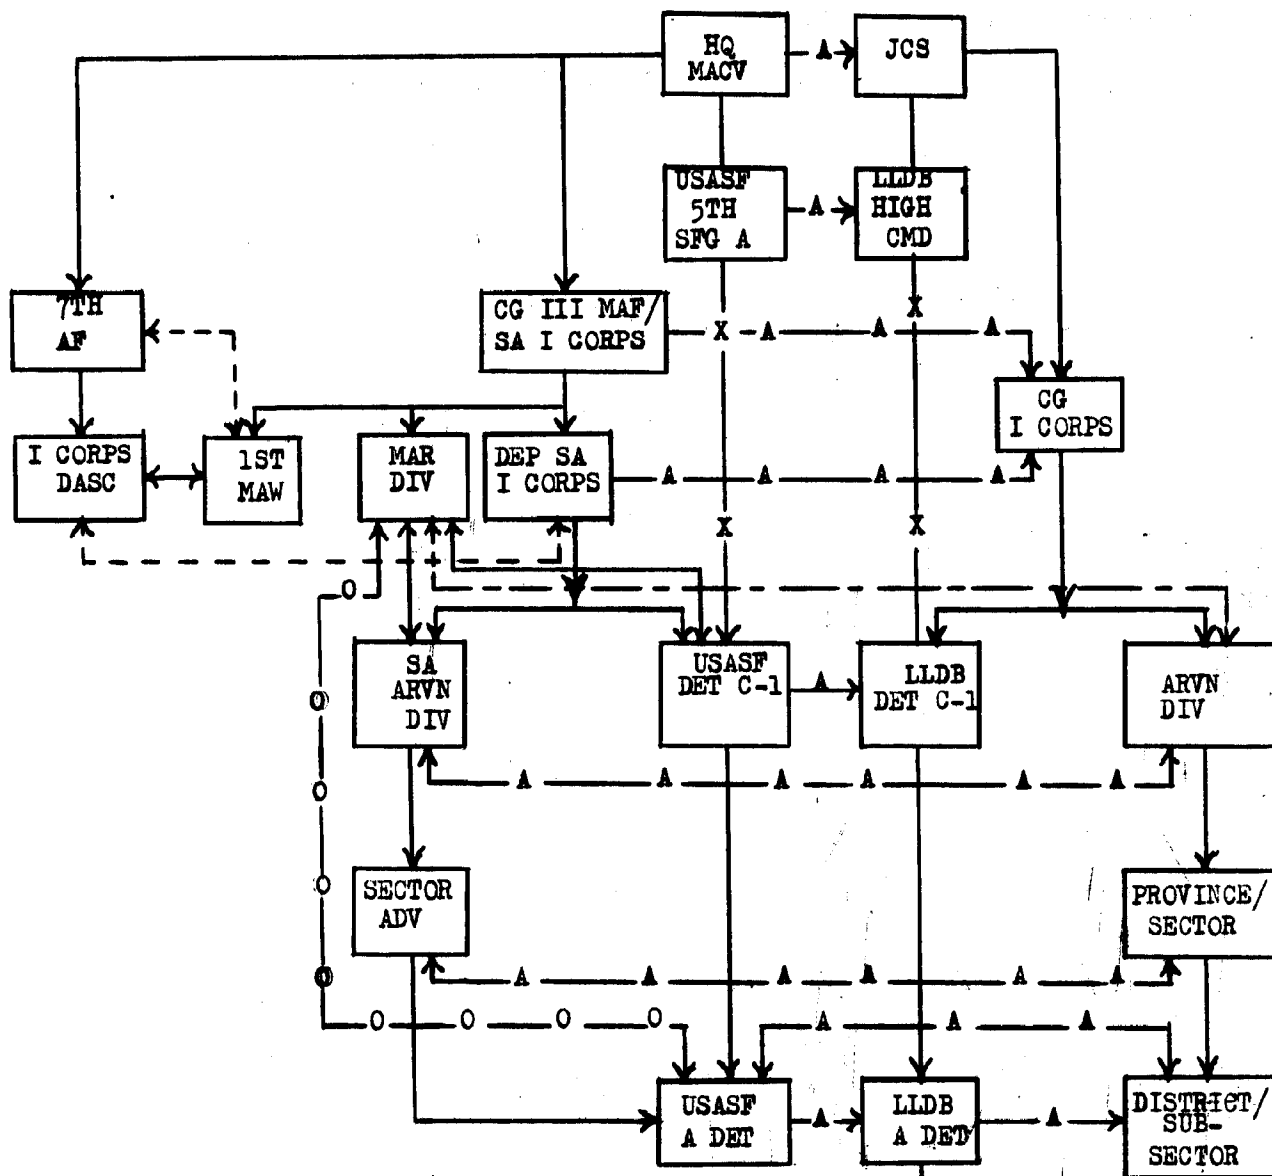 HQ
MACV
A
JCS
USASF
5TH
SFG A
A
LLDB
HIGH
CMD
7TH
AF
CG III MAF/
SA I CORPS
X
A
A
A
X
CG
I CORPS
I CORPS
DASC
1ST
MAW
MAR
DIV
DEP SA
I CORPS
A
A
A
A
X
X
O
SA
ARVN
DIV
USASF
DET C-1
A
LLDB
DET C-1
ARVN
DIV
O
O
A
A
A
A
A
A
SECTOR
ADV
PROVINCE/
SECTOR
O
O
A
A
A
A
A
A
O
O
O
O
A
A
A
USASF
A DET
A
LLDB
A DET
A
DISTRICT/
SUB-
SECTOR